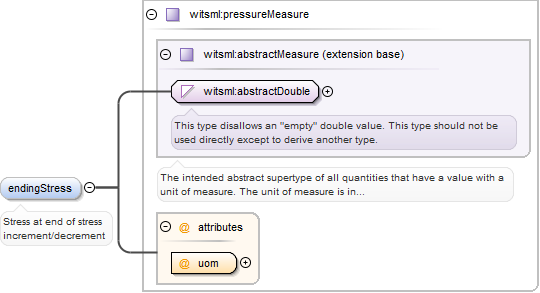 witsml:pressureMeasure
witsml:abstractMeasure (extension base)
witsml:abstractDouble
This type disallows an "empty" double value. This type should not be
used directly except to derive another type.
The intended abstract supertype of all quantities that have a value with a
unit of measure. The unit of measure is in...
endingStress
Stress at end of stress
increment/decrement
@ attributes
@ uom